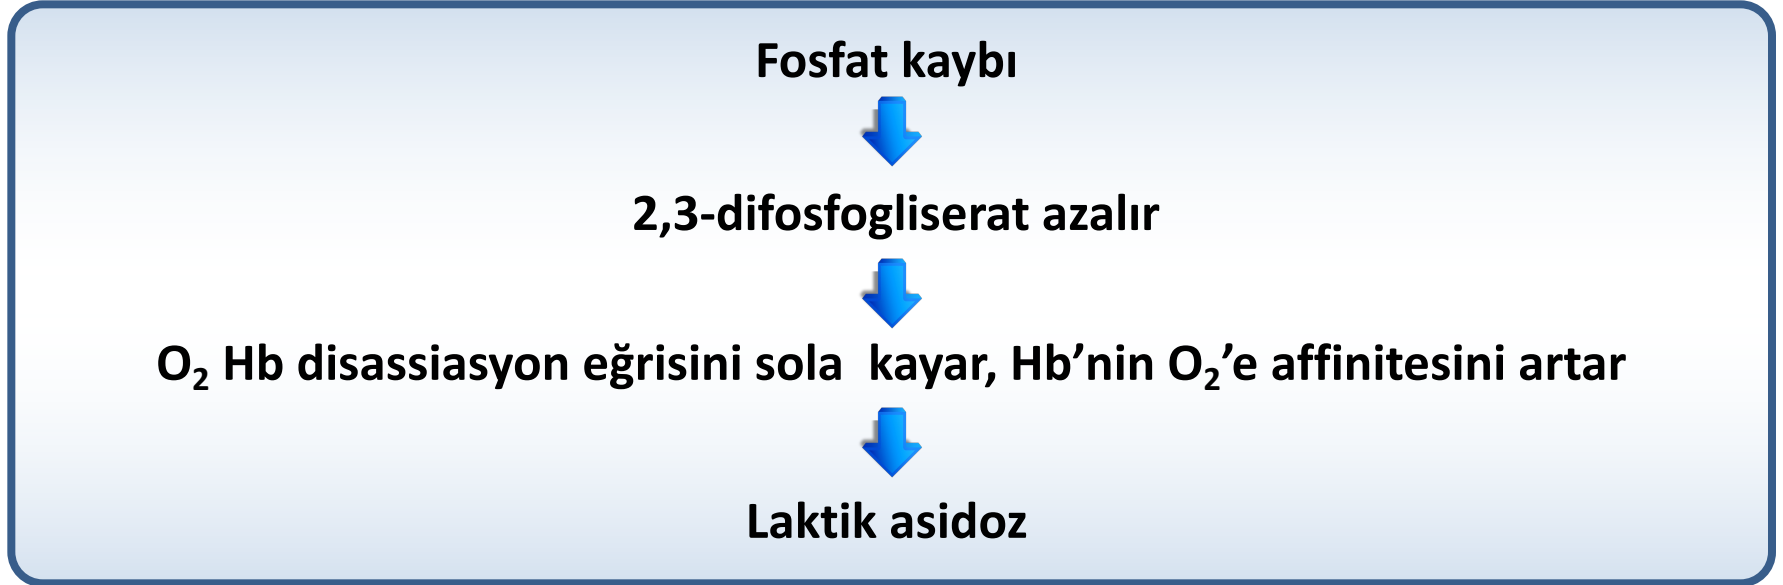 Fosfat kaybı
2,3-difosfogliserat azalır
O₂ Hb disassiasyon eğrisini sola  kayar, Hb’nin O₂’e affinitesini artar
Laktik asidoz